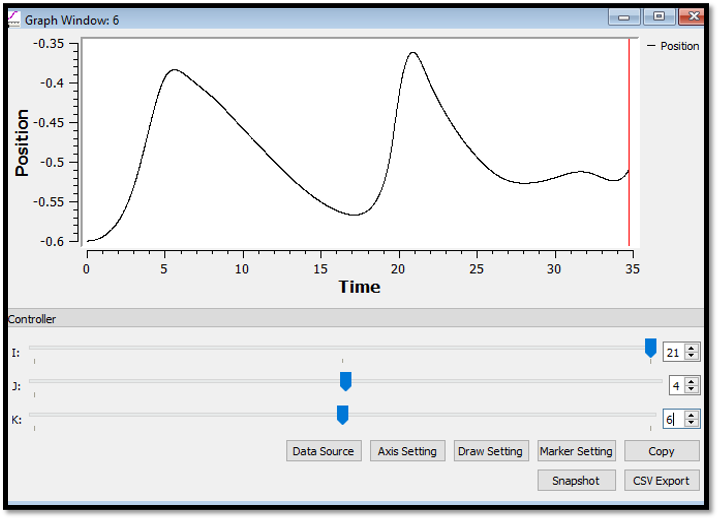 Graph Window: 6
-0.35
-0.4
-0.45
-0.5
-0.55
-0.6
Position
Position
0 5 10 15 20 25 30 35
Time
Controller
I: 21
J: 4
K: 6
Data Source Axis Setting Draw Setting Marker Setting Copy
Snapshot CSV Export